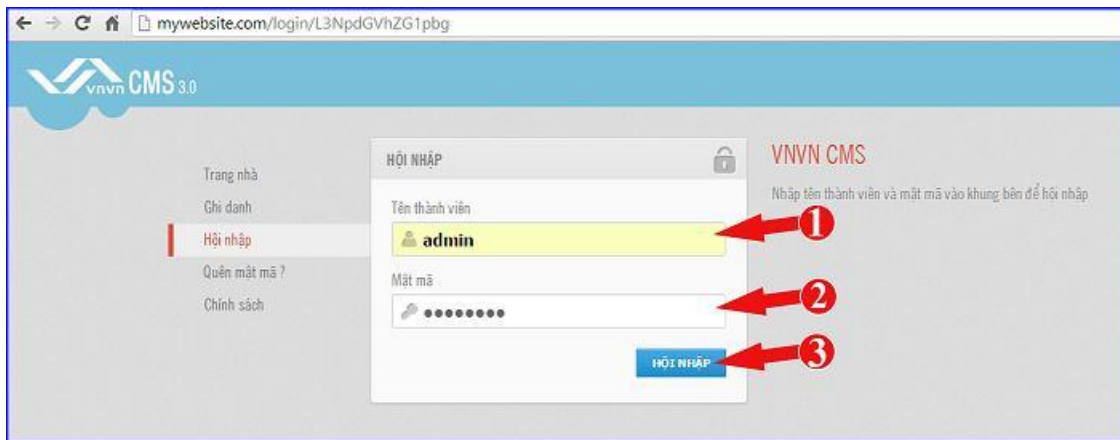 mywebsite.com/login/L3NpdGVhZG1pbg
vnvn CMS 3.0
Trang nhà
Ghi danh
Hội nhập
Quên mật mã ?
Chính sách
HỘI NHẬP
Tên thành viên
admin
Mật mã
HỘI NHẬP
VNVN CMS
Nhập tên thành viên và mật mã vào khung bên để hội nhập
1
2
3